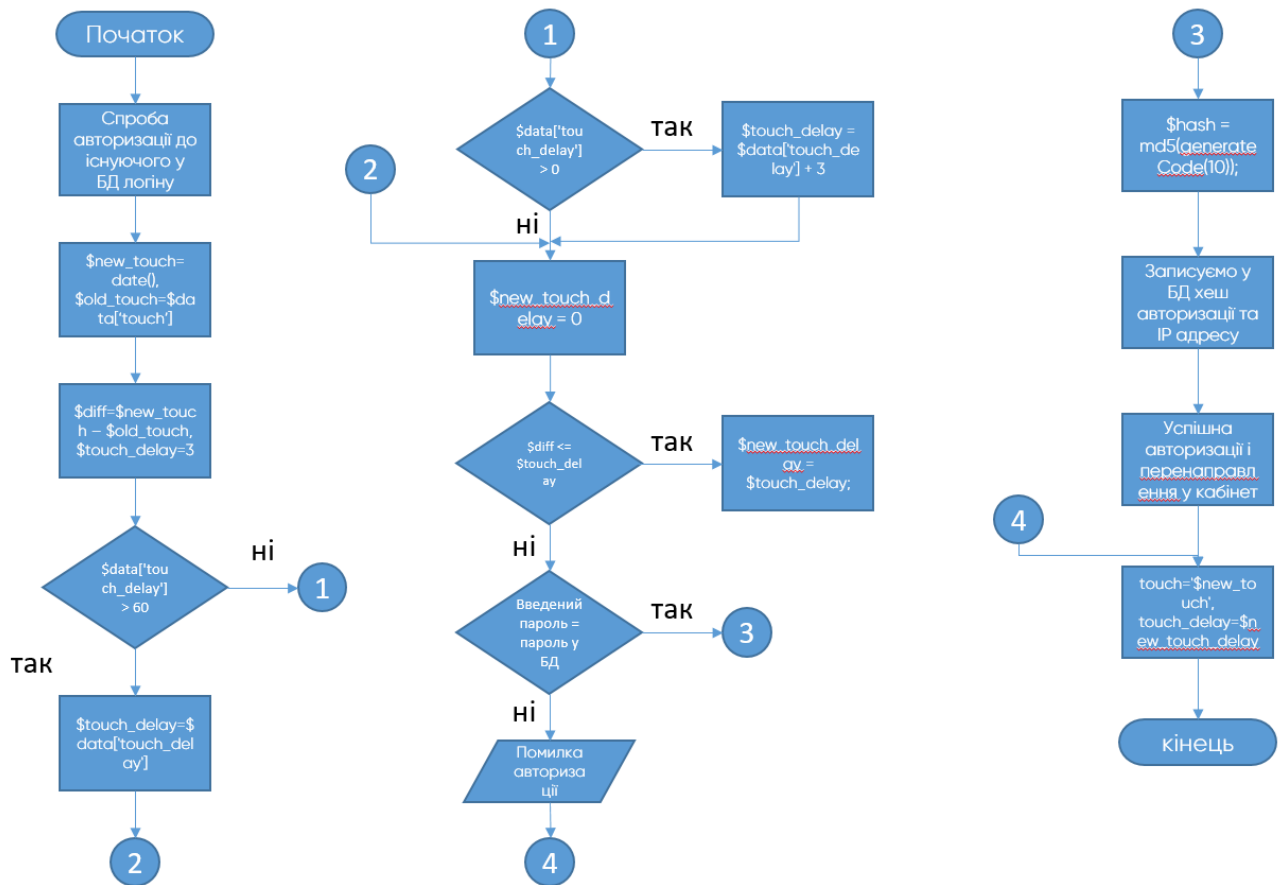 Початок
Спроба
авторизації до
існуючого у
БД логіну
$new_touch=
date(),
$old_touch=$da
ta['touch']
$diff=$new_touc
h – $old_touch,
$touch_delay=3
$data['tou
ch_delay']
> 60
ні
1
так
$touch_delay=$
data['touch_del
ay']
2
1
$data['tou
ch_delay']
> 0
так
$touch_delay =
$data['touch_de
lay'] + 3
2
ні
$new_touch_d
elay = 0
$diff <=
$touch_del
ay
так
$new_touch_del
ay =
$touch_delay;
ні
Введений
пароль =
пароль у
БД
так
3
ні
Помилка
авториза
ції
4
3
$hash =
md5(generate
Code(10));
Записуємо у
БД хеш
авторизації та
IP адресу
Успішна
авторизації і
перенаправл
ення у кабінет
4
touch='$new_to
uch',
touch_delay=$n
ew_touch_delay
кінець